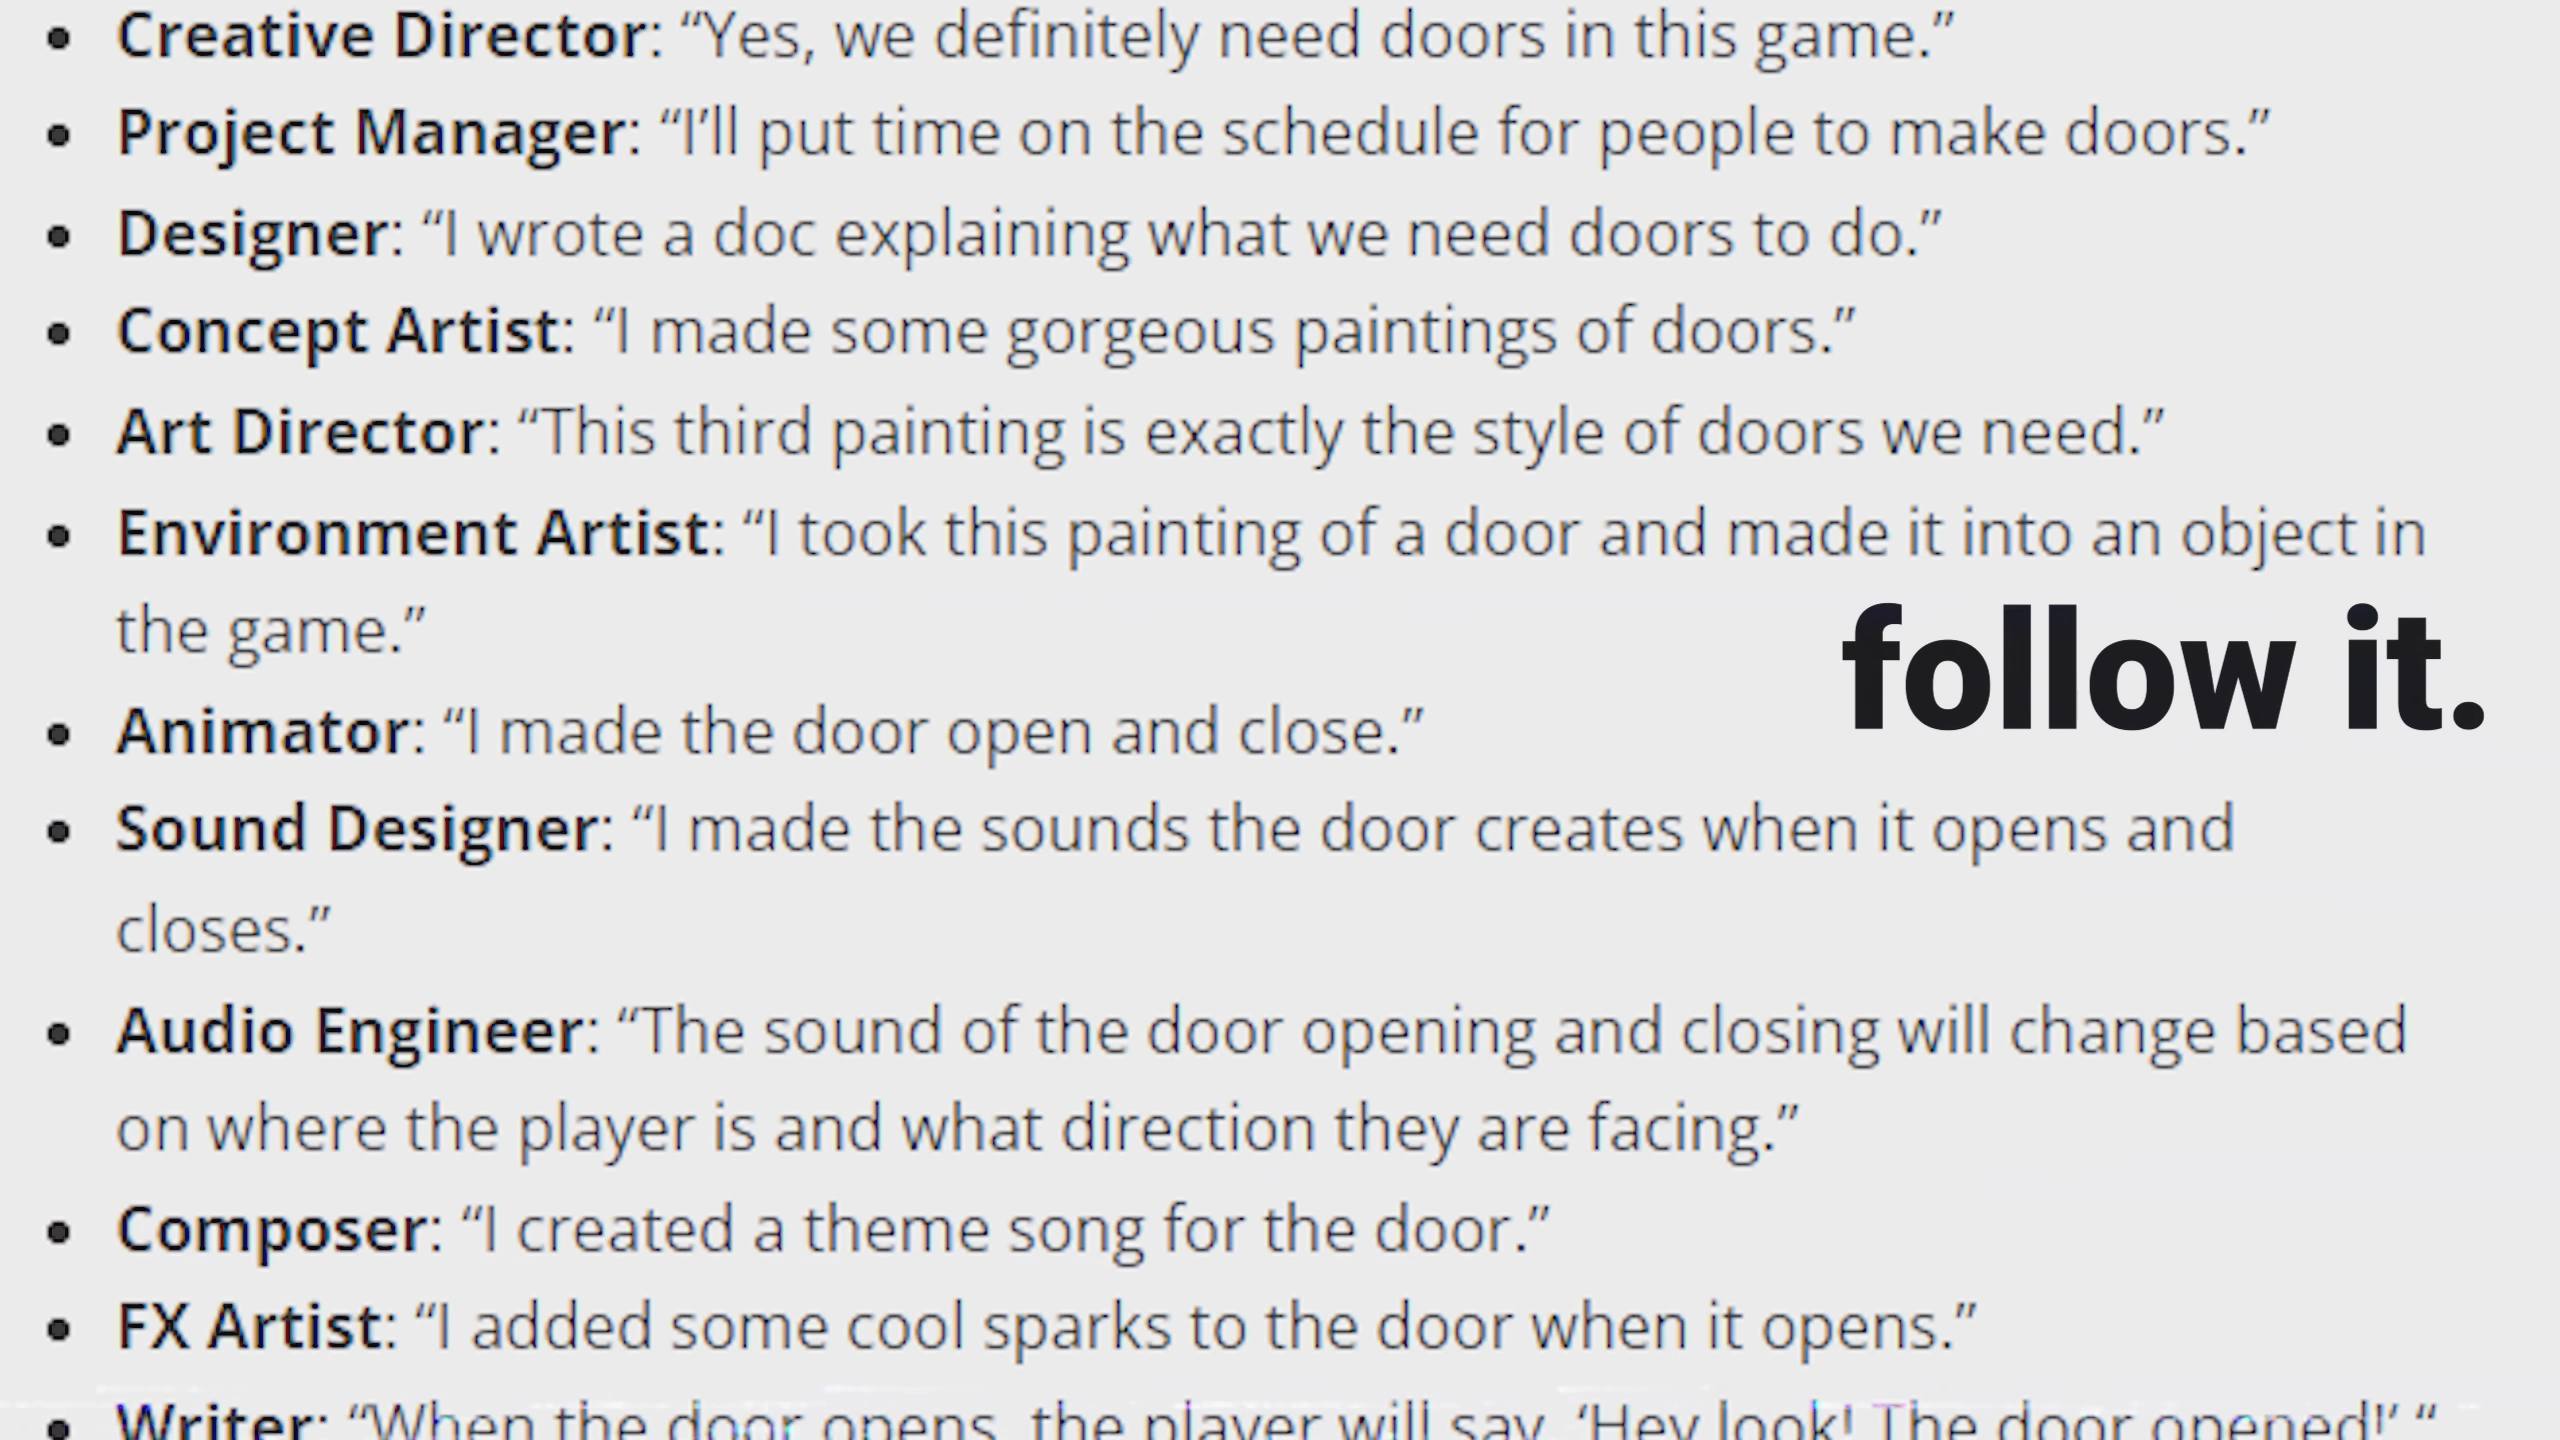 • Creative Director: “Yes, we definitely need doors in this game.”
• Project Manager: “I’ll put time on the schedule for people to make doors.”
• Designer: “I wrote a doc explaining what we need doors to do.”
• Concept Artist: “I made some gorgeous paintings of doors.”
• Art Director: “This third painting is exactly the style of doors we need.”
• Environment Artist: “I took this painting of a door and made it into an object in
the game.”
follow it.
• Animator: “I made the door open and close.”
• Sound Designer: “I made the sounds the door creates when it opens and
closes.”
• Audio Engineer: “The sound of the door opening and closing will change based
on where the player is and what direction they are facing.”
• Composer: “I created a theme song for the door.”
• FX Artist: “I added some cool sparks to the door when it opens.”
• Writer: “When the door opens, the player will say, ‘Hey look! The door opened!’ “